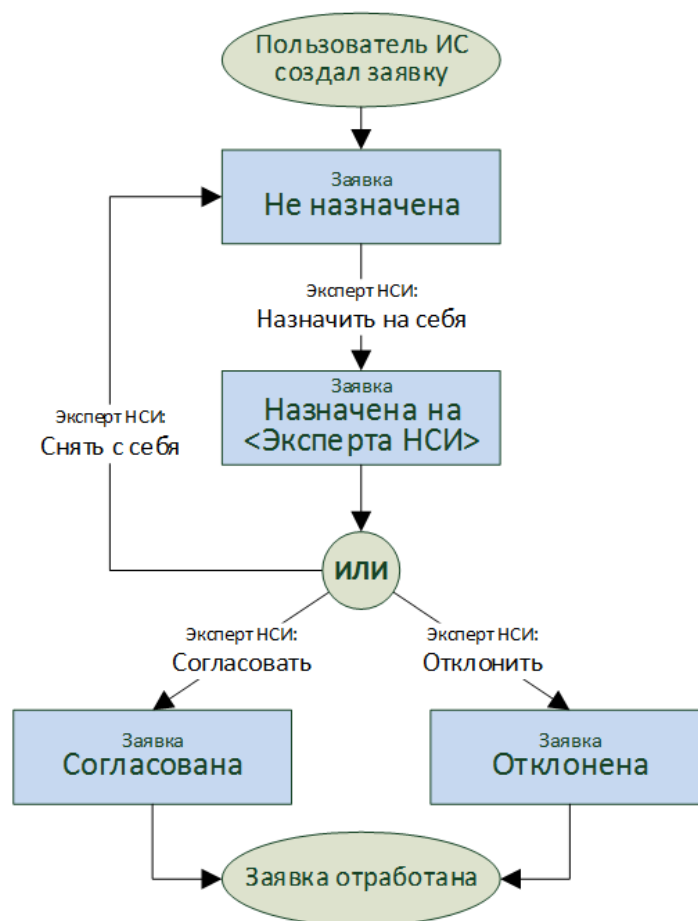 Пользователь ИС
создал заявку
Заявка
Не назначена
Эксперт НСИ:
Назначить на себя
Заявка
Назначена на
<Эксперта НСИ>
Эксперт НСИ:
Снять с себя
ИЛИ
Эксперт НСИ:
Согласовать
Эксперт НСИ:
Отклонить
Заявка
Согласована
Заявка
Отклонена
Заявка отработана